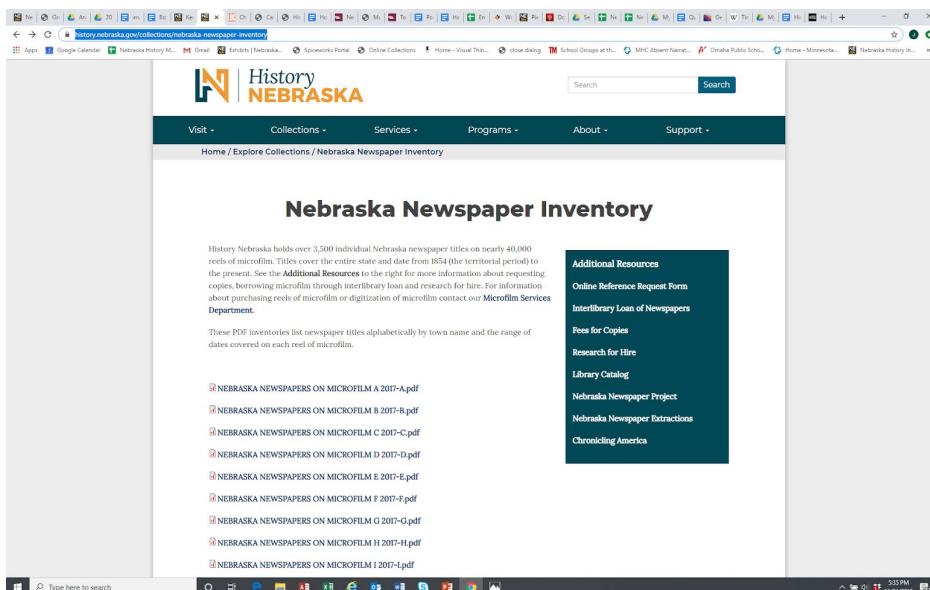 history.nebraska.gov/collections/nebraska-newspaper-inventory
Apps
Google Calendar
Nebraska History M...
Gmail
Exhibits | Nebraska...
Spiceworks Portal
Online Collections
Home - Visual Thin...
close dialog
School Groups at th...
MHC Absient Narrat...
Omaha Public Scho...
Home - Minnesota...
Nebraska History In...
History
NEBRASKA
Search
Search
Visit
Collections
Services
Programs
About
Support
Home / Explore Collections / Nebraska Newspaper Inventory
Nebraska Newspaper Inventory
History Nebraska holds over 3,500 individual Nebraska newspaper titles on nearly 40,000
reels of microfilm. Titles cover the entire state and date from 1854 (the territorial period) to
the present. See the Additional Resources to the right for more information about requesting
copies, borrowing microfilm through interlibrary loan and research for hire. For information
about purchasing reels of microfilm or digitization of microfilm contact our Microfilm Services
Department.
These PDF inventories list newspaper titles alphabetically by town name and the range of
dates covered on each reel of microfilm.
NEBRASKA NEWSPAPERS ON MICROFILM A 2017-A.pdf
NEBRASKA NEWSPAPERS ON MICROFILM B 2017-B.pdf
NEBRASKA NEWSPAPERS ON MICROFILM C 2017-C.pdf
NEBRASKA NEWSPAPERS ON MICROFILM D 2017-D.pdf
NEBRASKA NEWSPAPERS ON MICROFILM E 2017-E.pdf
NEBRASKA NEWSPAPERS ON MICROFILM F 2017-F.pdf
NEBRASKA NEWSPAPERS ON MICROFILM G 2017-G.pdf
NEBRASKA NEWSPAPERS ON MICROFILM H 2017-H.pdf
NEBRASKA NEWSPAPERS ON MICROFILM I 2017-I.pdf
Additional Resources
Online Reference Request Form
Interlibrary Loan of Newspapers
Fees for Copies
Research for Hire
Library Catalog
Nebraska Newspaper Project
Nebraska Newspaper Extractions
Chronicling America
Type here to search
5:35 PM